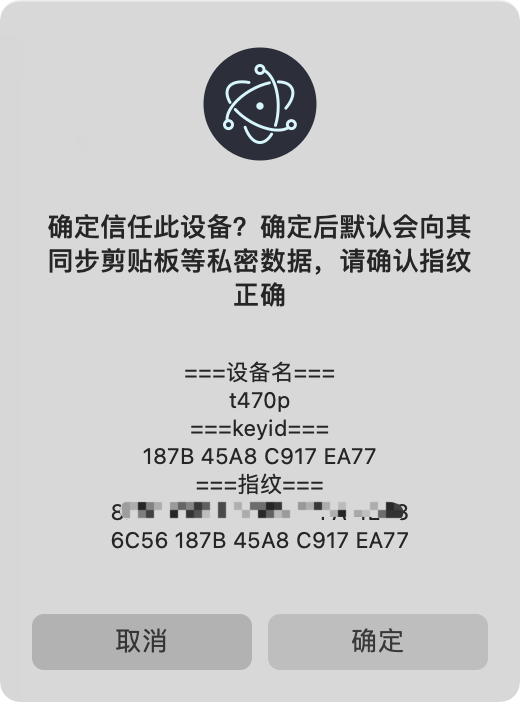 确定信任此设备？确定后默认会向其
同步剪贴板等私密数据，请确认指纹
正确
===设备名===
t470p
===keyid===
187B 45A8 C917 EA77
===指纹===
6C56 187B 45A8 C917 EA77
取消
确定